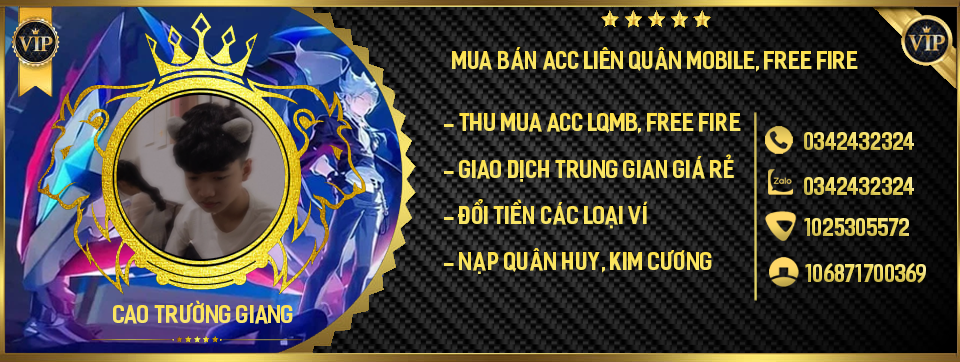 VIP
VIP
MUA BÁN ACC LIÊN QUÂN MOBILE, FREE FIRE
- THU MUA ACC LQMB, FREE FIRE
- GIAO DỊCH TRUNG GIAN GIÁ RẺ
- ĐỔI TIỀN CÁC LOẠI VÍ
- NẠP QUÂN HUY, KIM CƯƠNG
0342432324
Zalo
0342432324
1025305572
106871700369
CAO TRƯỜNG GIANG